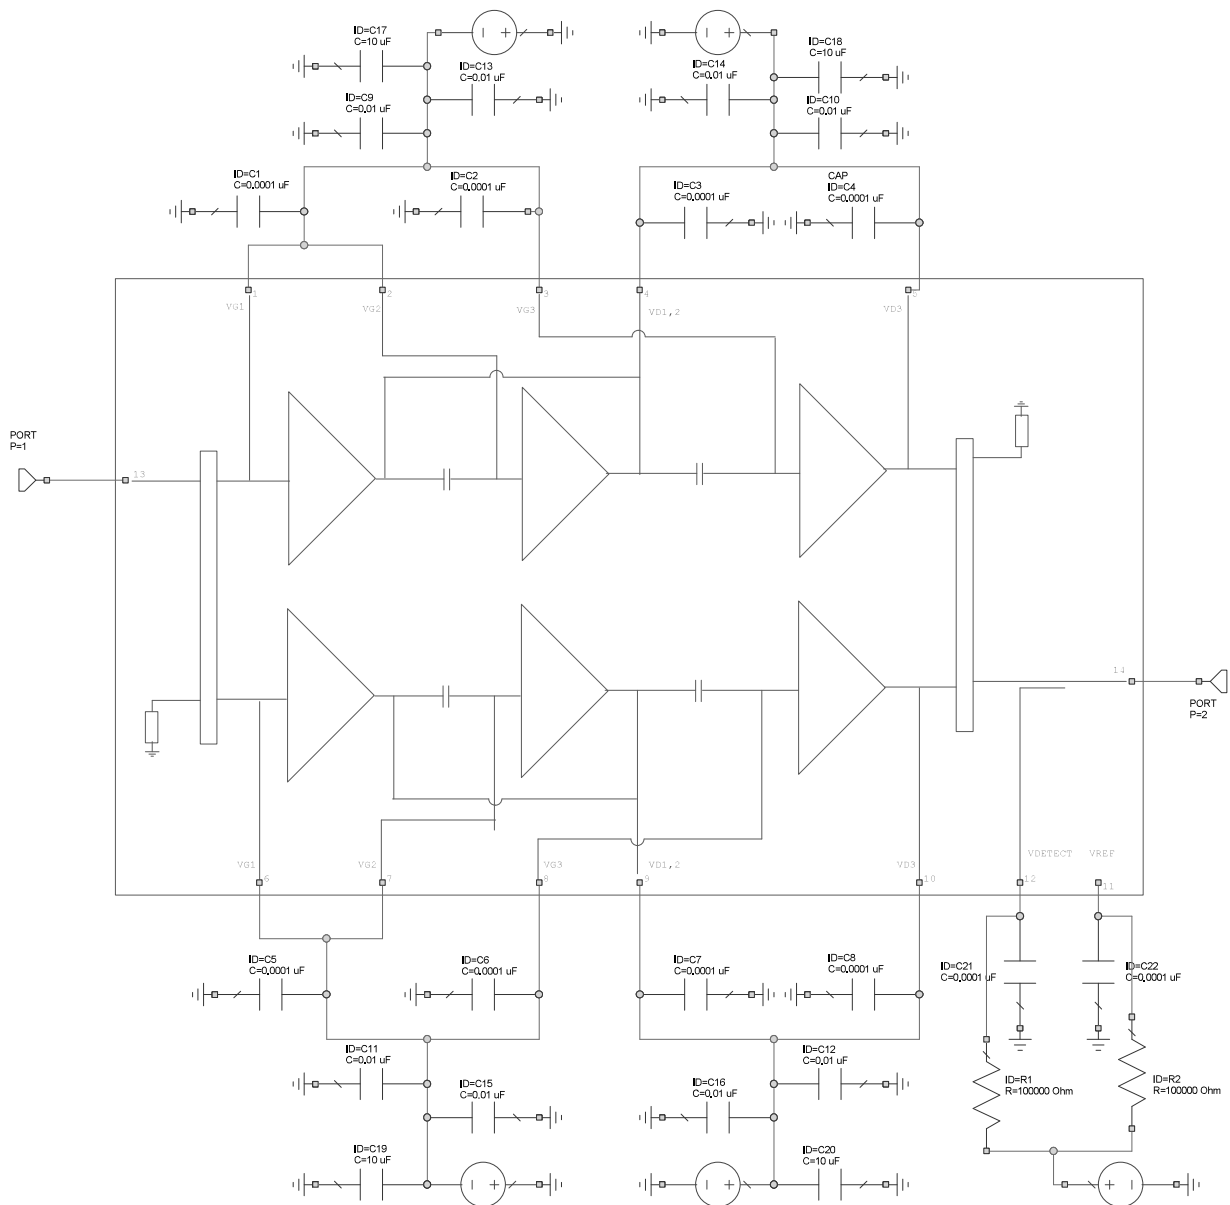 ID=C17
C=10 uF
ID=C13
C=0.01 uF
ID=C9
C=0.01 uF
ID=C14
C=0.01 uF
ID=C18
C=10 uF
ID=C10
C=0.01 uF
ID=C1
C=0.0001 uF
ID=C2
C=0.0001 uF
ID=C3
C=0.0001 uF
CAP
ID=C4
C=0.0001 uF
1
2
3
4
5
VG1
VG2
VG3
VD1,2
VD3
PORT
P=1
13
14
PORT
P=2
VG1
VG2
VG3
VD1,2
VD3
VDETECT
VREF
6
7
8
9
10
12
11
ID=C5
C=0.0001 uF
ID=C6
C=0.0001 uF
ID=C7
C=0.0001 uF
ID=C8
C=0.0001 uF
ID=C21
C=0.0001 uF
ID=C22
C=0.0001 uF
ID=C11
C=0.01 uF
ID=C15
C=0.01 uF
ID=C16
C=0.01 uF
ID=C12
C=0.01 uF
ID=R1
R=100000 Ohm
ID=R2
R=100000 Ohm
ID=C19
C=10 uF
ID=C20
C=10 uF